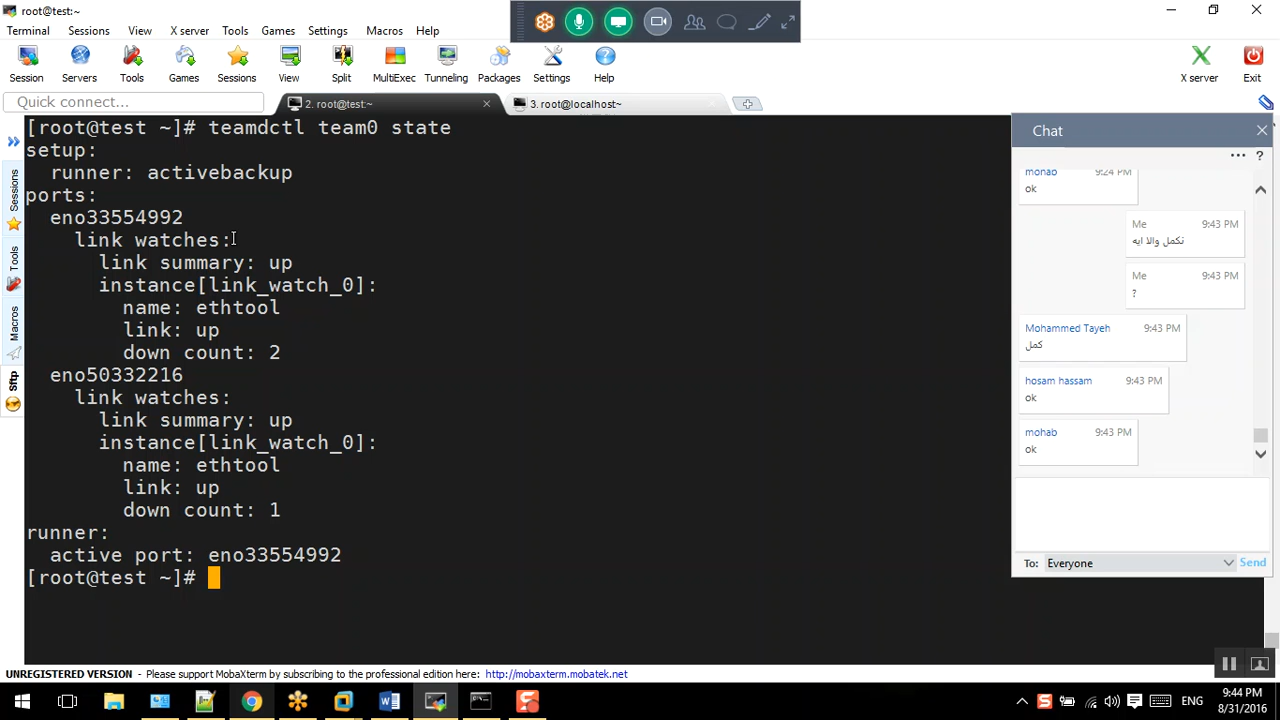 root@test:~
Terminal Sessions View X server Tools Games Settings Macros Help
Session Servers Tools Games Sessions View Split MultiExec Tunneling Packages Settings Help X server Exit
Quick connect...
2. root@test:~
3. root@localhost~
Sessions
Tools
Macros
Sftp
[root@test ~]# teamdctl team0 state
setup:
runner: activebackup
ports:
eno33554992
link watches:
link summary: up
instance[link_watch_0]:
name: ethtool
link: up
down count: 2
eno50332216
link watches:
link summary: up
instance[link_watch_0]:
name: ethtool
link: up
down count: 1
runner:
active port: eno33554992
[root@test ~]#
Chat
?
mohab 9:24 PM
ok
Me 9:43 PM
نكمل والا ايه
Me 9:43 PM
?
Mohammed Tayeh 9:43 PM
كمل
hosam hassam 9:43 PM
ok
mohab 9:43 PM
ok
To: Everyone Send
UNREGISTERED VERSION - Please support MobaXterm by subscribing to the professional edition here: http://mobaxterm.mobatek.net
ENG
9:44 PM
8/31/2016